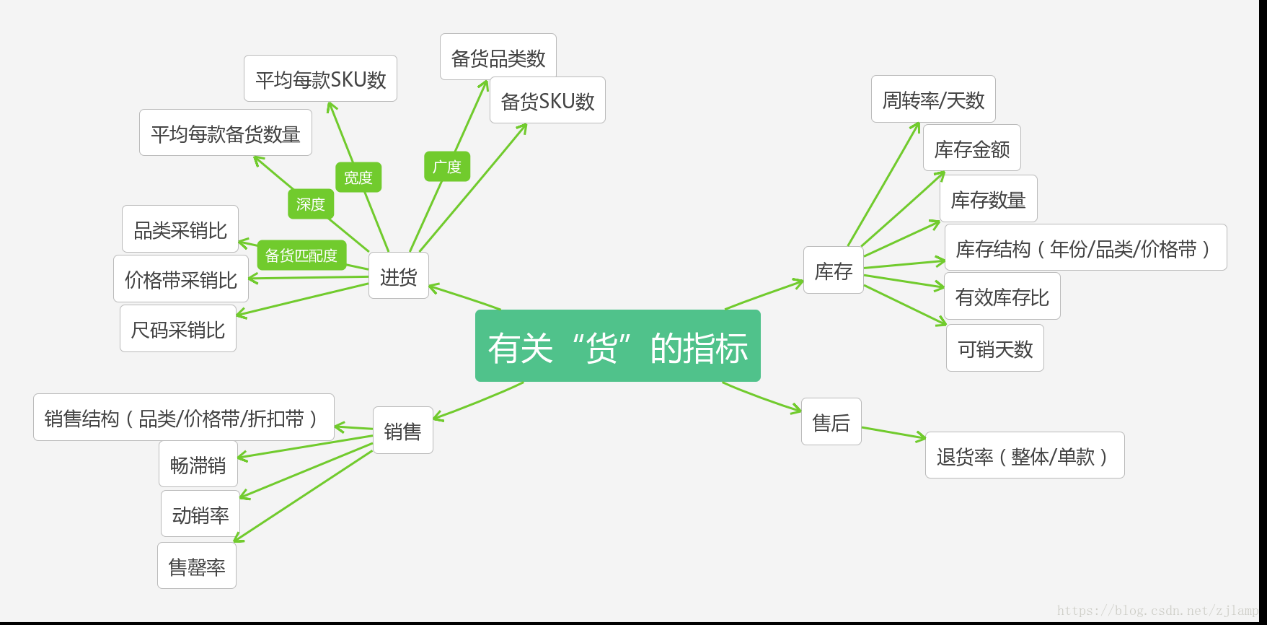 备货品类数
平均每款SKU数
备货SKU数
周转率/天数
平均每款备货数量
库存金额
广度
宽度
深度
库存数量
品类采销比
备货匹配度
库存结构（年份/品类/价格带）
价格带采销比
进货
库存
有效库存比
尺码采销比
有关“货”的指标
可销天数
销售结构（品类/价格带/折扣带）
销售
售后
畅滞销
退货率（整体/单款）
动销率
售罄率
https://blog.csdn.net/zjlamp